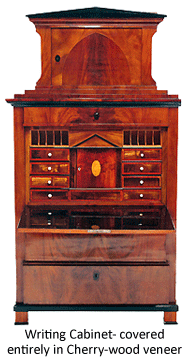 Writing Cabinet- covered
entirely in Cherry-wood veneer